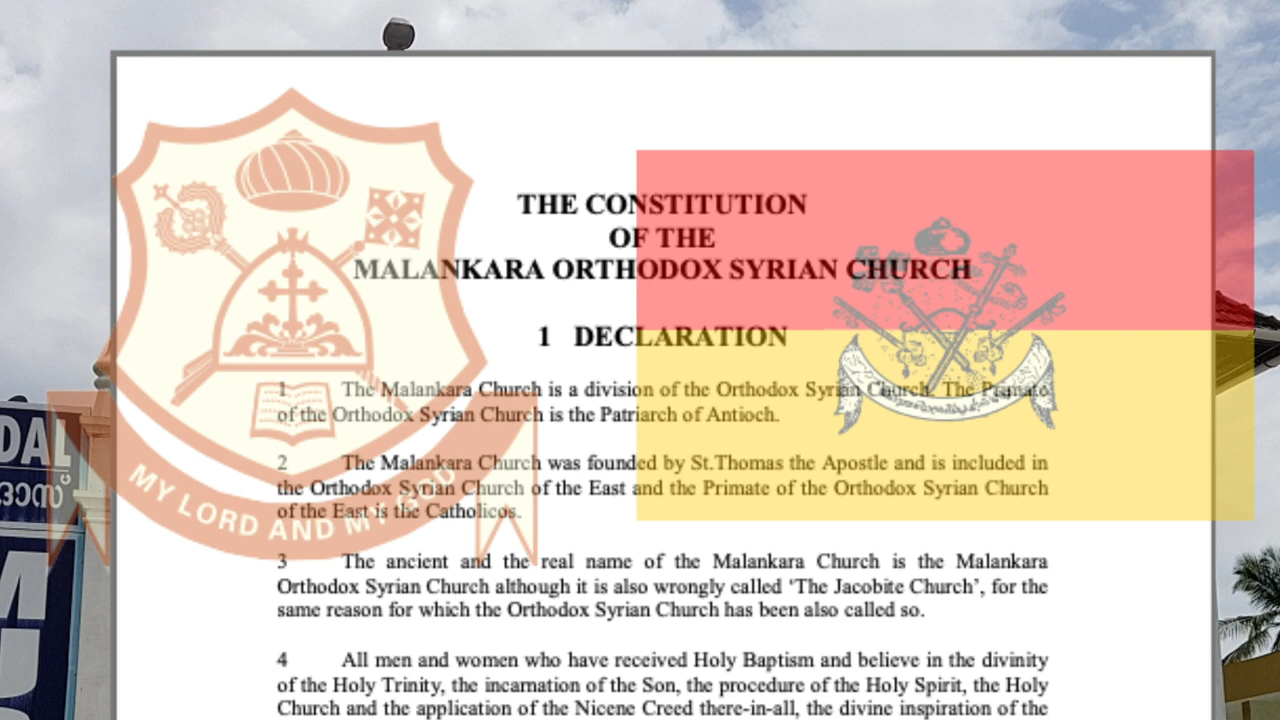 THE CONSTITUTION
OF THE
MALANKARA ORTHODOX SYRIAN CHURCH
1 DECLARATION
1 The Malankara Church is a division of the Orthodox Syrian Church. The Primate
of the Orthodox Syrian Church is the Patriarch of Antioch.
2 The Malankara Church was founded by St.Thomas the Apostle and is included in
the Orthodox Syrian Church of the East and the Primate of the Orthodox Syrian Church
of the East is the Catholicos.
3 The ancient and the real name of the Malankara Church is the Malankara
Orthodox Syrian Church although it is also wrongly called ‘The Jacobite Church’, for the
same reason for which the Orthodox Syrian Church has been also called so.
4 All men and women who have received Holy Baptism and believe in the divinity
of the Holy Trinity, the incarnation of the Son, the procedure of the Holy Spirit, the Holy
Church and the application of the Nicene Creed there-in-all, the divine inspiration of the
MY LORD AND MY GOD
DAL